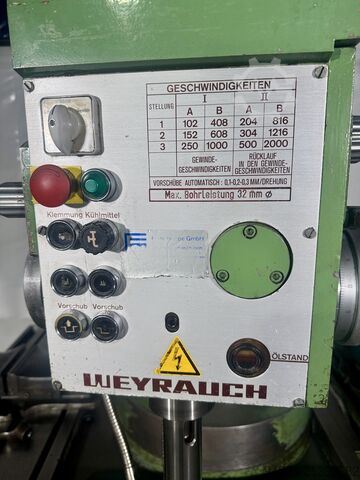 GESCHWINDIGKEITEN
STELLUNG I II
A B A B
1 102 408 204 816
2 152 608 304 1216
3 250 1000 500 2000
GEWINDE-
GESCHWINDIGKEITEN
RÜCKLAUF
IN DEN GEWINDE-
GESCHWINDIGKEITEN
VORSCHÜBE AUTOMATISCH : 0,1-0,2-0,3 MM/DREHUNG
Max. Bohrleistung 32 mm ø
Klemmung Kühlmittel
GmbH
Vorschub Vorschub
ÖLSTAND
WEYRAUCH